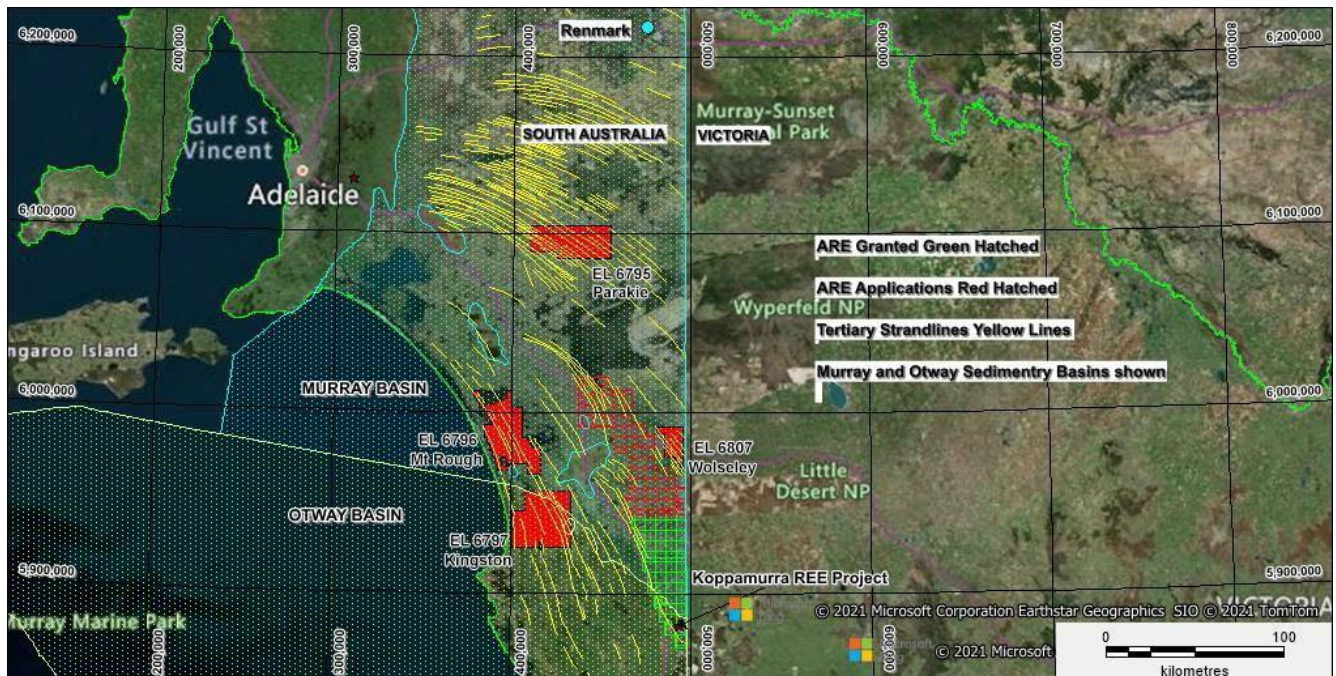 Renmark
6,200,000
200,000
300,000
400,000
500,000
600,000
700,000
800,000
6,200,000
Gulf St
Vincent
SOUTH AUSTRALIA
VICTORIA
Murray-Sunset
al Park
Adelaide
6,100,000
6,100,000
ARE Granted Green Hatched
EL 6795
Parakie
ARE Applications Red Hatched
Wyperfeld NP
Tertiary Strandlines Yellow Lines
ngaroo Island
MURRAY BASIN
Murray and Otway Sedimentry Basins shown
6,000,000
6,000,000
EL 6796
Mt Rough
EL 6807
Wolseley
Little
Desert NP
OTWAY BASIN
EL 6797
Kingston
5,900,000
Koppamurra REE Project
5,900,000
VICTORIA
© 2021 Microsoft Corporation Earthstar Geographics SIO © 2021 TomTom
Murray Marine Park
200,000
300,000
400,000
500,000
600,000
© 2021 Microsoft
0
100
kilometres